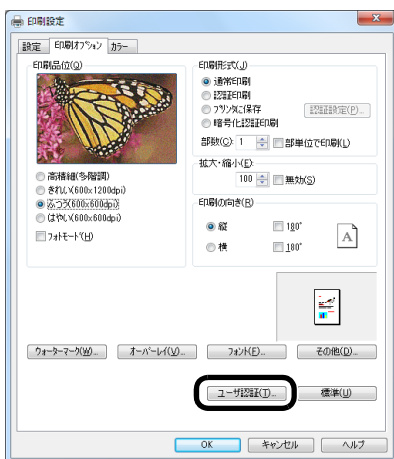 印刷設定
設定 印刷オプション カラー
印刷品位(Q)
高精細(多階調)
きれい(600x1200dpi)
ふつう(600x600dpi)
はやい(600x600dpi)
フォトモード(H)
印刷形式(J)
通常印刷
認証印刷
プリンタに保存
認証設定(P)...
暗号化認証印刷
部数(C): 1 部単位で印刷(L)
拡大・縮小(E):
100 無効(S)
印刷の向き(R)
縦 180°
横 180°
A
ウォーターマーク(W)... オーバーレイ(V)... フォント(F)... その他(D)...
ユーザ認証(T)... 標準(U)
OK キャンセル ヘルプ